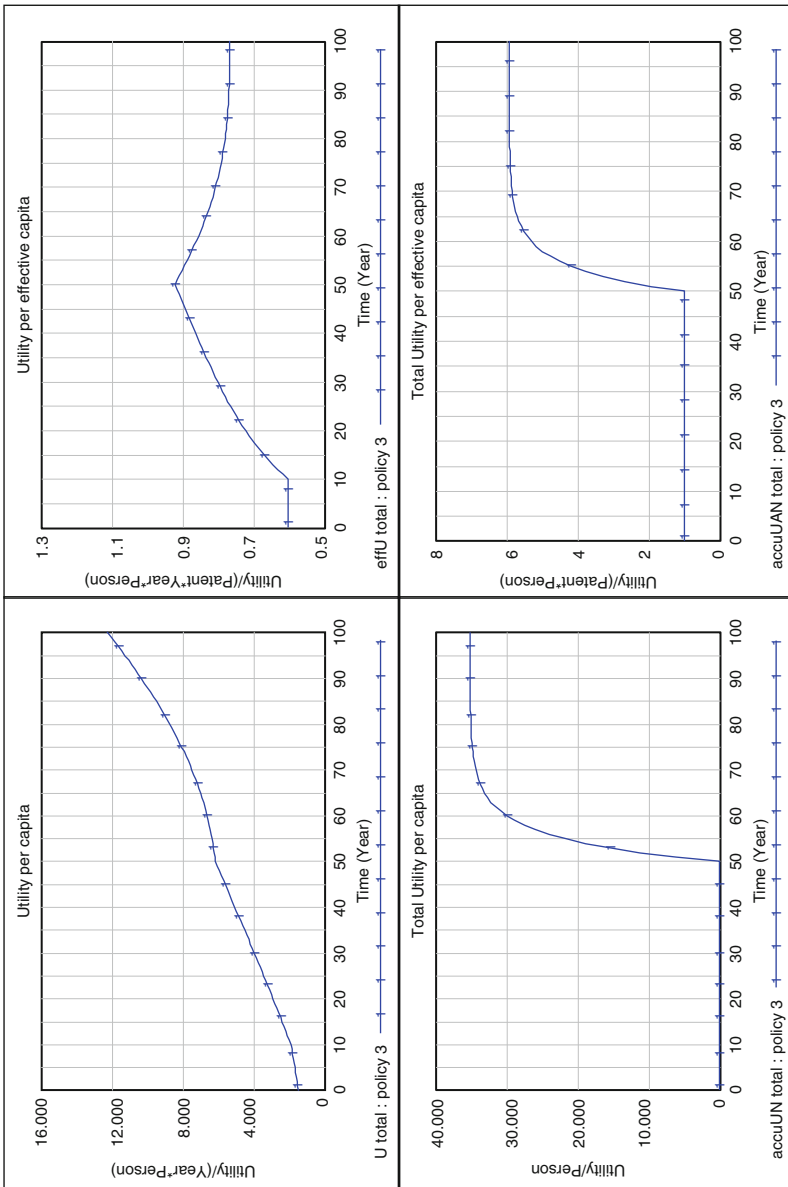 Utility per capita
16.000
12.000
8.000
4.000
0
Utility/(Year*Person)
0 10 20 30 40 50 60 70 80 90 100
Time (Year)
U total : policy 3
Utility per effective capita
1.3
1.1
0.9
0.7
0.5
Utility/(Patent*Year*Person)
0 10 20 30 40 50 60 70 80 90 100
Time (Year)
effU total : policy 3
Total Utility per capita
40.000
30.000
20.000
10.000
0
Utility/Person
0 10 20 30 40 50 60 70 80 90 100
Time (Year)
accuUN total : policy 3
Total Utility per effective capita
8
6
4
2
0
Utility/(Patent*Person)
0 10 20 30 40 50 60 70 80 90 100
Time (Year)
accuUAN total : policy 3